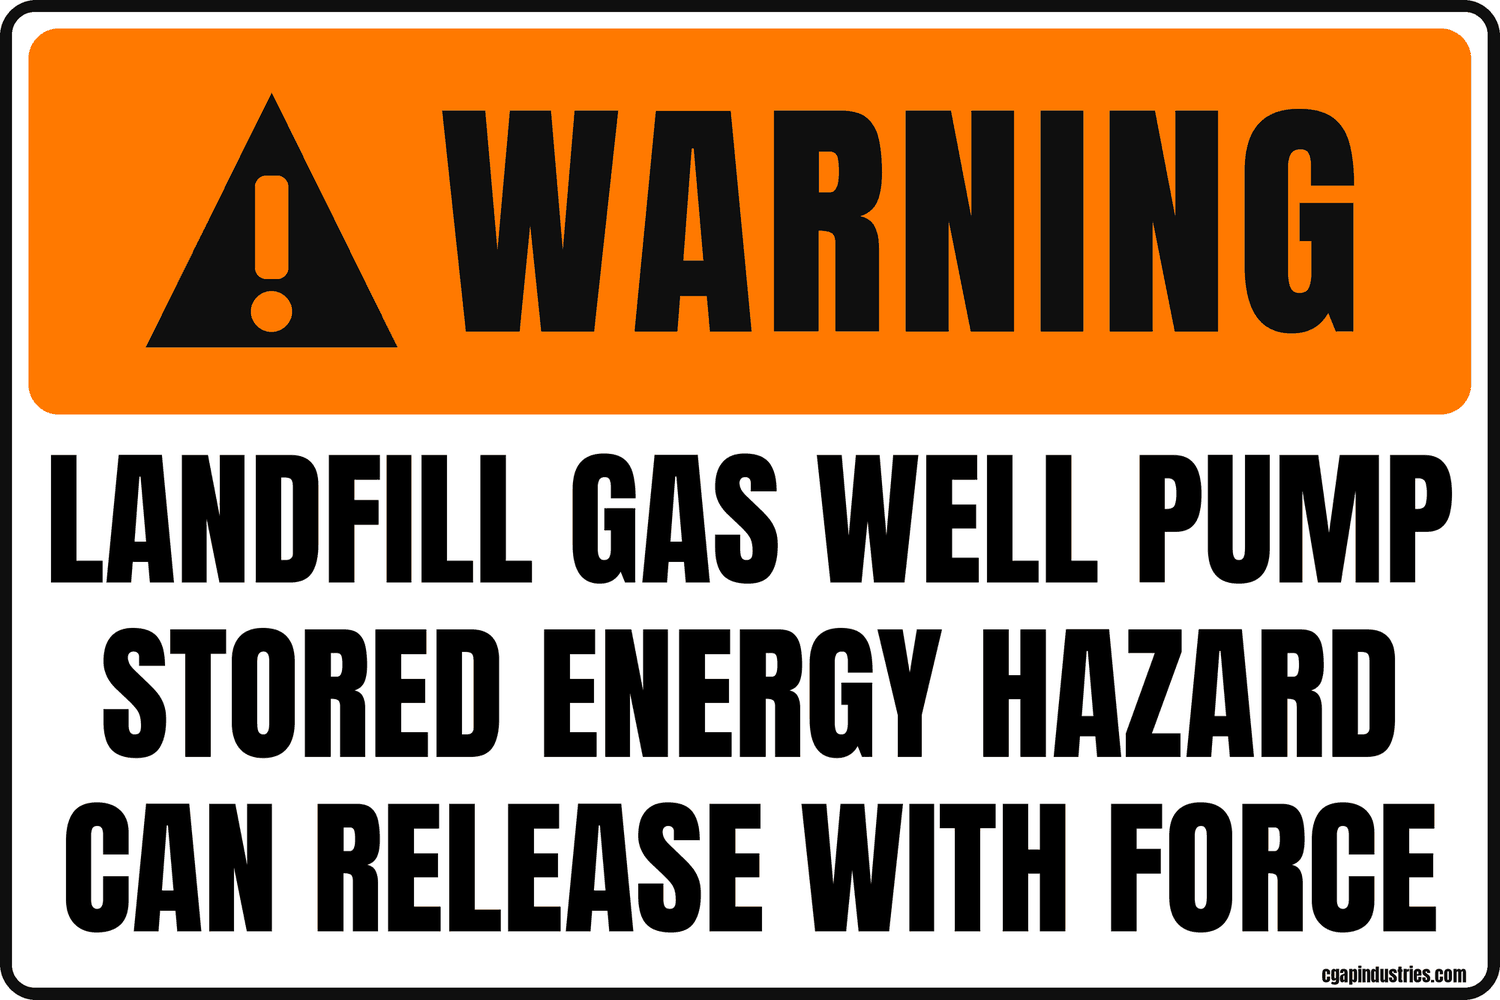 WARNING
LANDFILL GAS WELL PUMP
STORED ENERGY HAZARD
CAN RELEASE WITH FORCE
cgapindustries.com